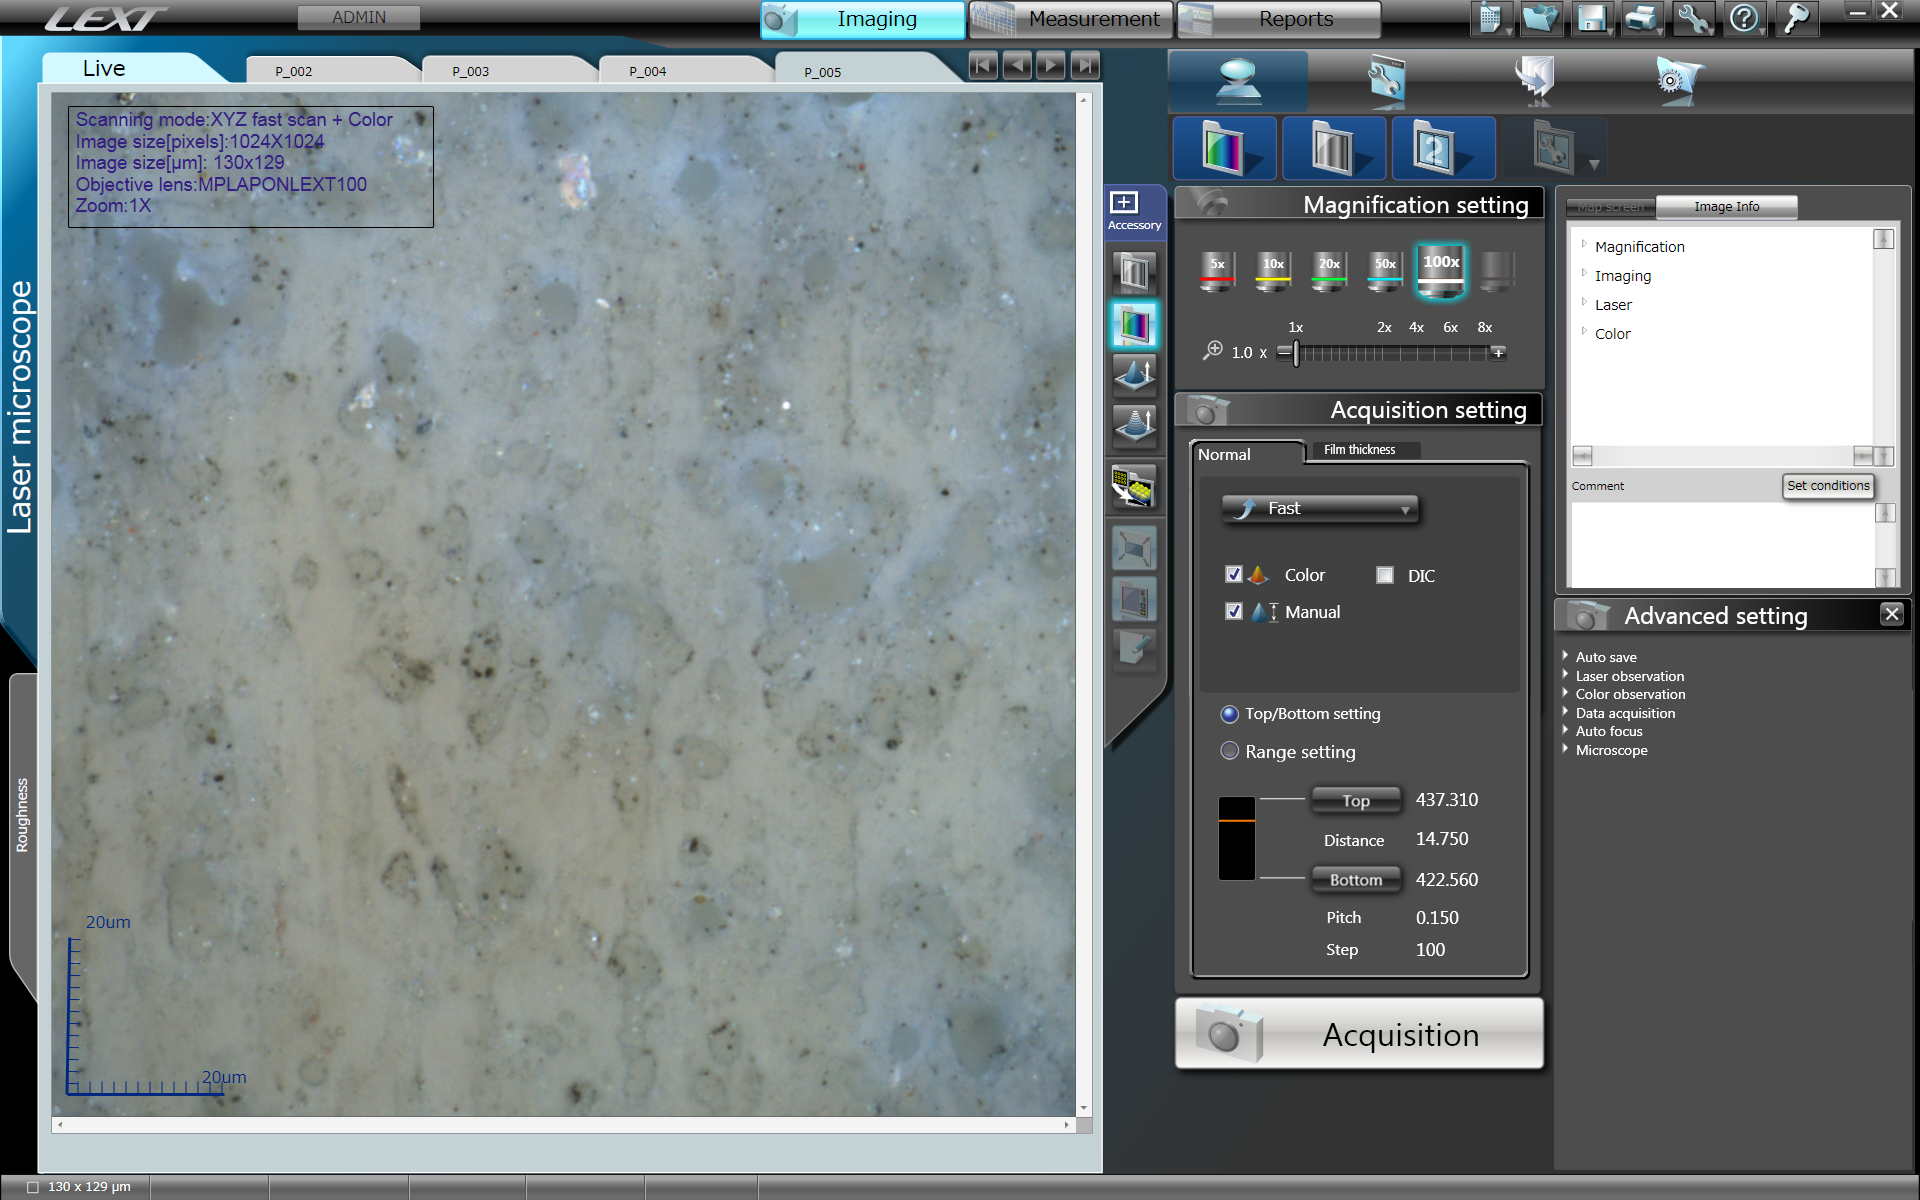 LEXT
ADMIN
Imaging
Measurement
Reports
Live
P_002
P_003
P_004
P_005
Scanning mode:XYZ fast scan + Color
Image size[pixels]:1024X1024
Image size[µm]: 130x129
Objective lens:MPLAPONLEXT100
Zoom:1X
20um
20um
Laser microscope
Roughness
Accessory
2
Magnification setting
5x
10x
20x
50x
100x
1x 2x 4x 6x 8x
1.0 x
Acquisition setting
Normal
Film thickness
Fast
Color
DIC
Manual
Top/Bottom setting
Range setting
Top 437.310
Distance 14.750
Bottom 422.560
Pitch 0.150
Step 100
Acquisition
Map screen
Image Info
Magnification
Imaging
Laser
Color
Comment
Set conditions
Advanced setting
Auto save
Laser observation
Color observation
Data acquisition
Auto focus
Microscope
130 x 129 µm